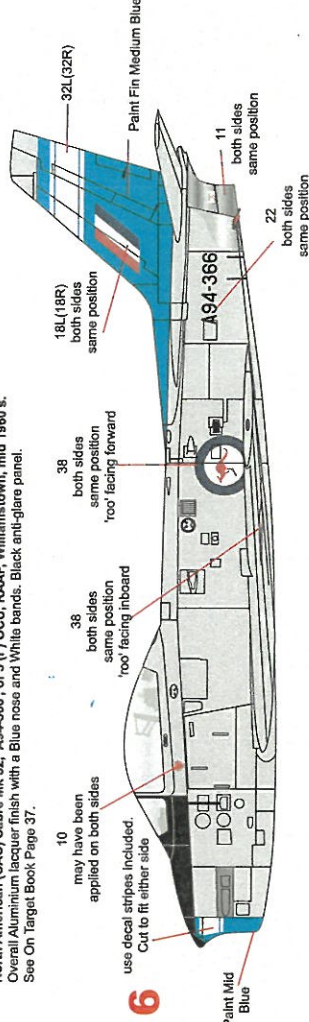 Overall Aluminium lacquer finish with a Blue nose and White bands. Black anti-glare panel.
See On Target Book Page 37.
6
use decal stripes included.
Cut to fit either side
Paint Mid
Blue
10
may have been
applied on both sides
38
both sides
same position
'roo' facing inboard
38
both sides
same position
'roo' facing forward
18L(18R)
both sides
same position
32L(32R)
Paint Fin Medium Blue
A94-366
22
both sides
same position
11
both sides
same position